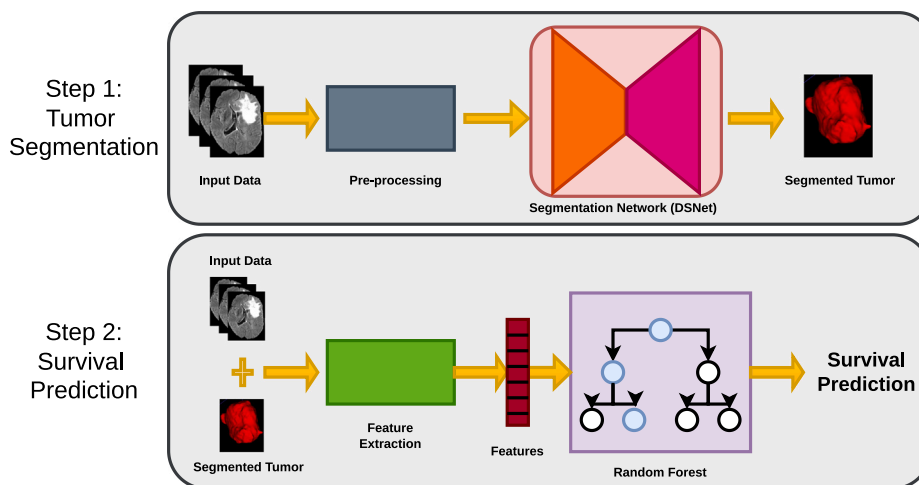 Step 1:
Tumor
Segmentation
Input Data
Pre-processing
Segmentation Network (DSNet)
Segmented Tumor
Step 2:
Survival
Prediction
Input Data
Segmented Tumor
Feature
Extraction
Features
Random Forest
Survival
Prediction